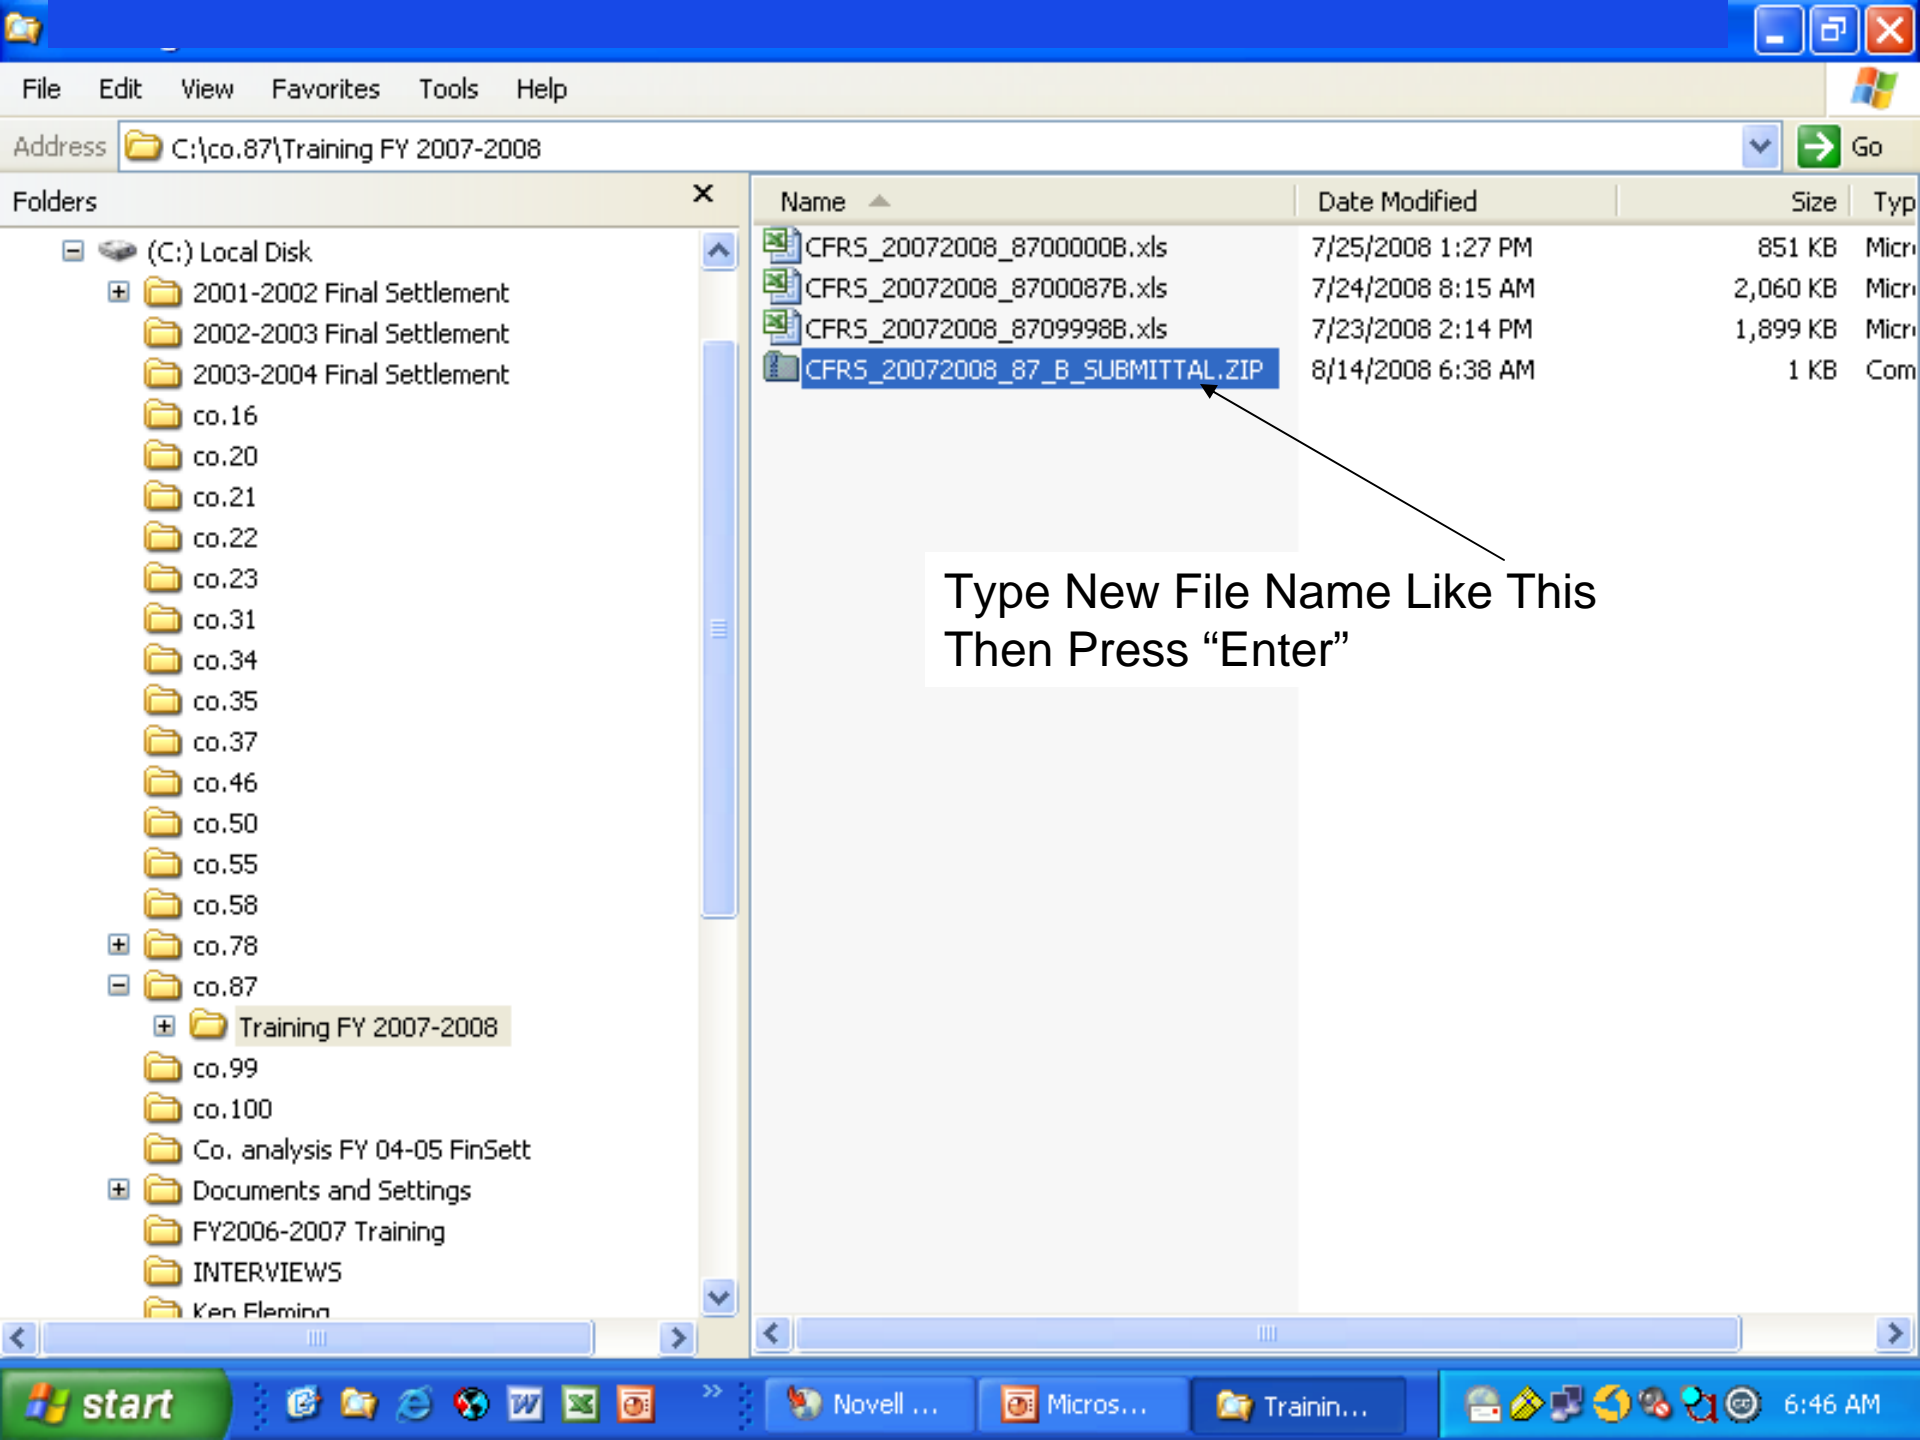 File Edit View Favorites Tools Help
Address C:\co.87\Training FY 2007-2008 Go
Folders
(C:) Local Disk
2001-2002 Final Settlement
2002-2003 Final Settlement
2003-2004 Final Settlement
co.16
co.20
co.21
co.22
co.23
co.31
co.34
co.35
co.37
co.46
co.50
co.55
co.58
co.78
co.87
Training FY 2007-2008
co.99
co.100
Co. analysis FY 04-05 FinSett
Documents and Settings
FY2006-2007 Training
INTERVIEWS
Ken Fleming
Name Date Modified Size Typ
CFRS_20072008_8700000B.xls 7/25/2008 1:27 PM 851 KB Micr
CFRS_20072008_8700087B.xls 7/24/2008 8:15 AM 2,060 KB Micr
CFRS_20072008_8709998B.xls 7/23/2008 2:14 PM 1,899 KB Micr
CFRS_20072008_87_B_SUBMITTAL.ZIP 8/14/2008 6:38 AM 1 KB Com
Type New File Name Like This
Then Press “Enter”
start Novell ... Micros... Trainin... 6:46 AM